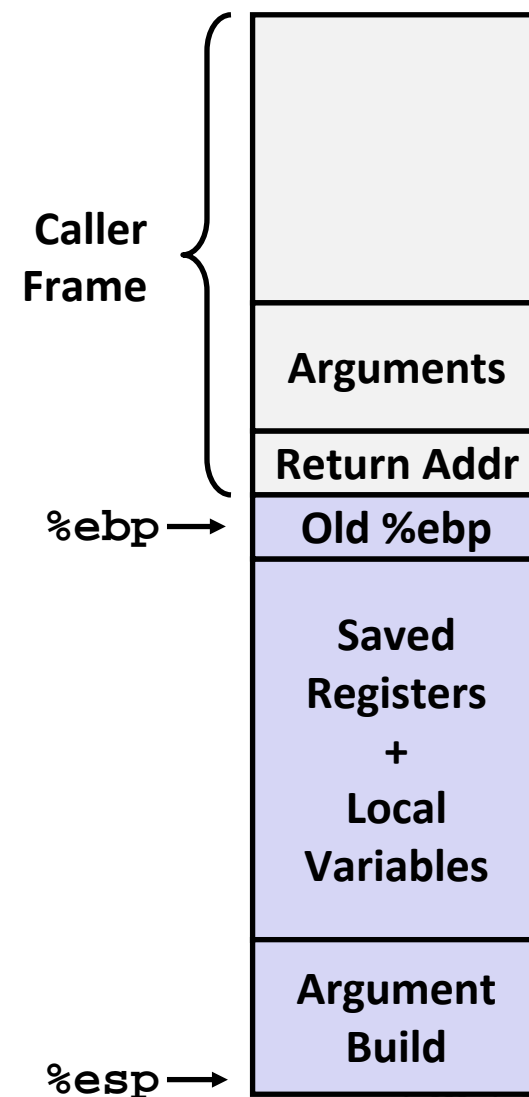 Caller
Frame
Arguments
Return Addr
%ebp
Old %ebp
Saved
Registers
+
Local
Variables
Argument
Build
%esp